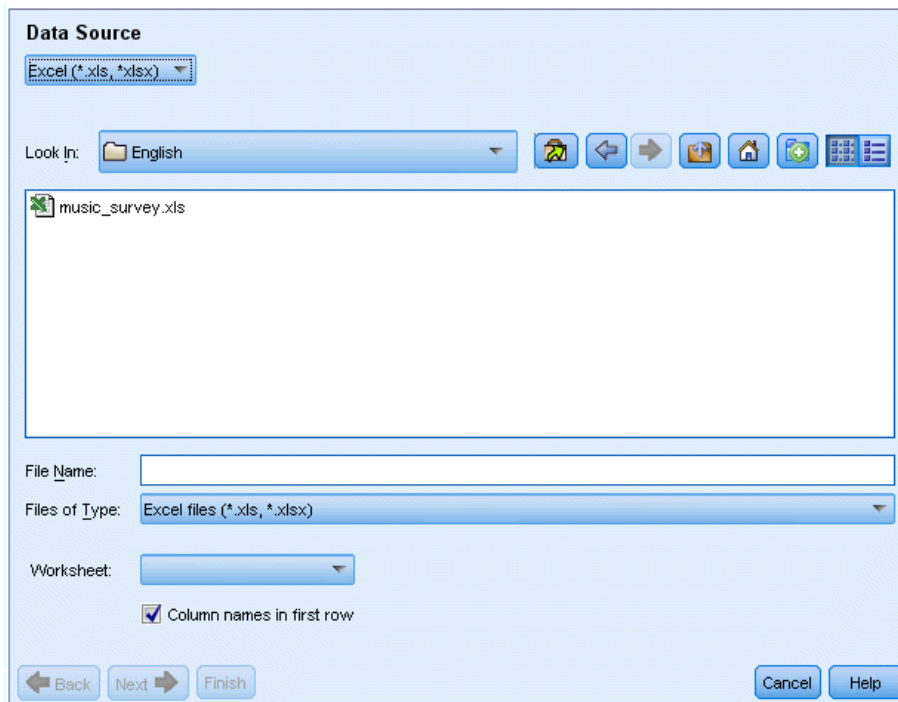 Data Source
Excel (*.xls, *xlsx)
Look In: English
music_survey.xls
File Name:
Files of Type: Excel files (*.xls, *.xlsx)
Worksheet:
Column names in first row
Back Next Finish Cancel Help